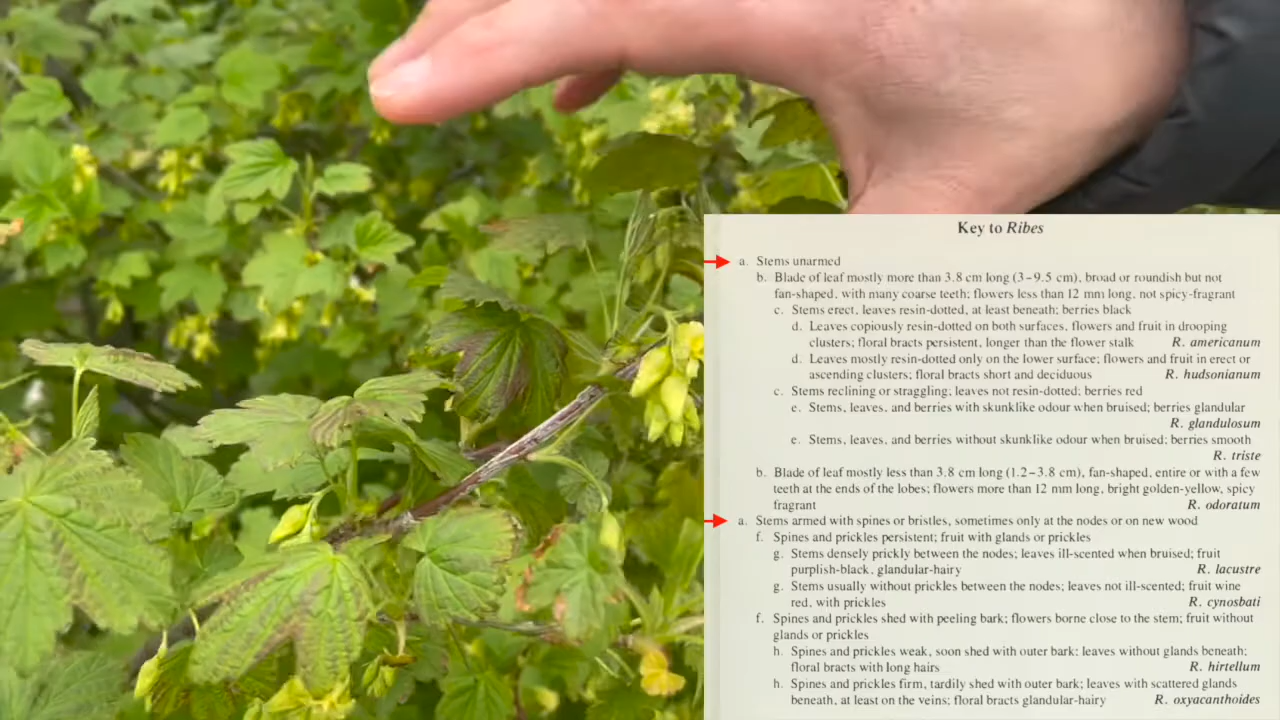 Key to Ribes
a. Stems unarmed
b. Blade of leaf mostly more than 3.8 cm long (3–9.5 cm), broad or roundish but not
fan-shaped, with many coarse teeth; flowers less than 12 mm long, not spicy-fragrant
c. Stems erect, leaves resin-dotted, at least beneath; berries black
d. Leaves copiously resin-dotted on both surfaces, flowers and fruit in drooping
clusters; floral bracts persistent, longer than the flower stalk R. americanum
d. Leaves mostly resin-dotted only on the lower surface; flowers and fruit in erect or
ascending clusters; floral bracts short and deciduous R. hudsonianum
c. Stems reclining or straggling; leaves not resin-dotted; berries red
e. Stems, leaves, and berries with skunklike odour when bruised; berries glandular
R. glandulosum
e. Stems, leaves, and berries without skunklike odour when bruised; berries smooth
R. triste
b. Blade of leaf mostly less than 3.8 cm long (1.2–3.8 cm), fan-shaped, entire or with a few
teeth at the ends of the lobes; flowers more than 12 mm long, bright golden-yellow, spicy
fragrant R. odoratum
a. Stems armed with spines or bristles, sometimes only at the nodes or on new wood
f. Spines and prickles persistent; fruit with glands or prickles
g. Stems densely prickly between the nodes; leaves ill-scented when bruised; fruit
purplish-black, glandular-hairy R. lacustre
g. Stems usually without prickles between the nodes; leaves not ill-scented; fruit wine
red, with prickles R. cynosbati
f. Spines and prickles shed with peeling bark; flowers borne close to the stem; fruit without
glands or prickles
h. Spines and prickles weak, soon shed with outer bark; leaves without glands beneath;
floral bracts with long hairs R. hirtellum
h. Spines and prickles firm, tardily shed with outer bark; leaves with scattered glands
beneath, at least on the veins; floral bracts glandular-hairy R. oxyacanthoides